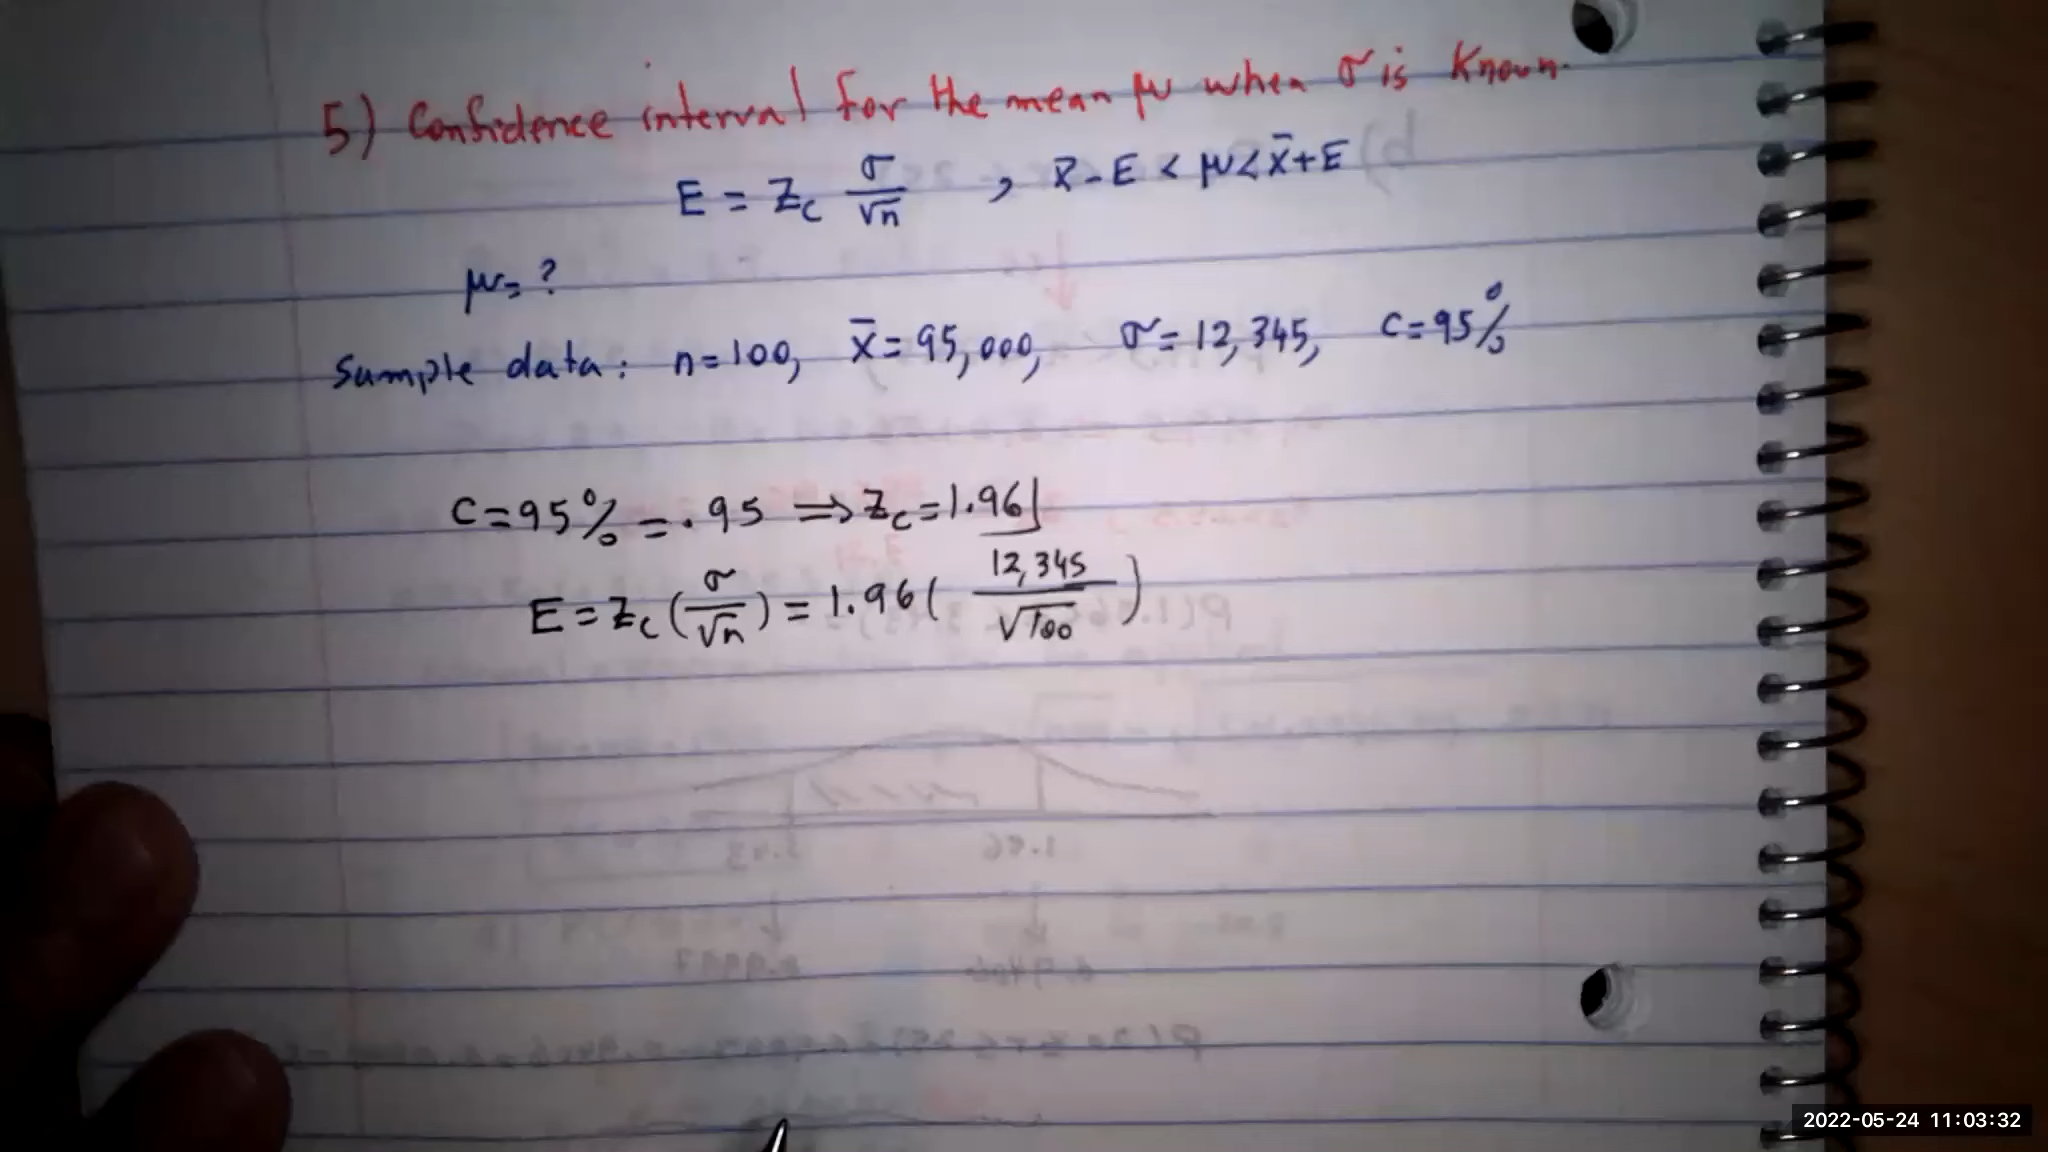 5) Confidence interval for the mean μ when σ is known.
E = Zc σ/√n , x̄ - E < μ < x̄ + E
μ = ?
Sample data: n=100, x̄ = 95,000, σ = 12,345, C = 95%
C = 95% = .95 ⇒ Zc = 1.96
E = Zc (σ/√n) = 1.96 ( 12,345/√100 )
2022-05-24 11:03:32